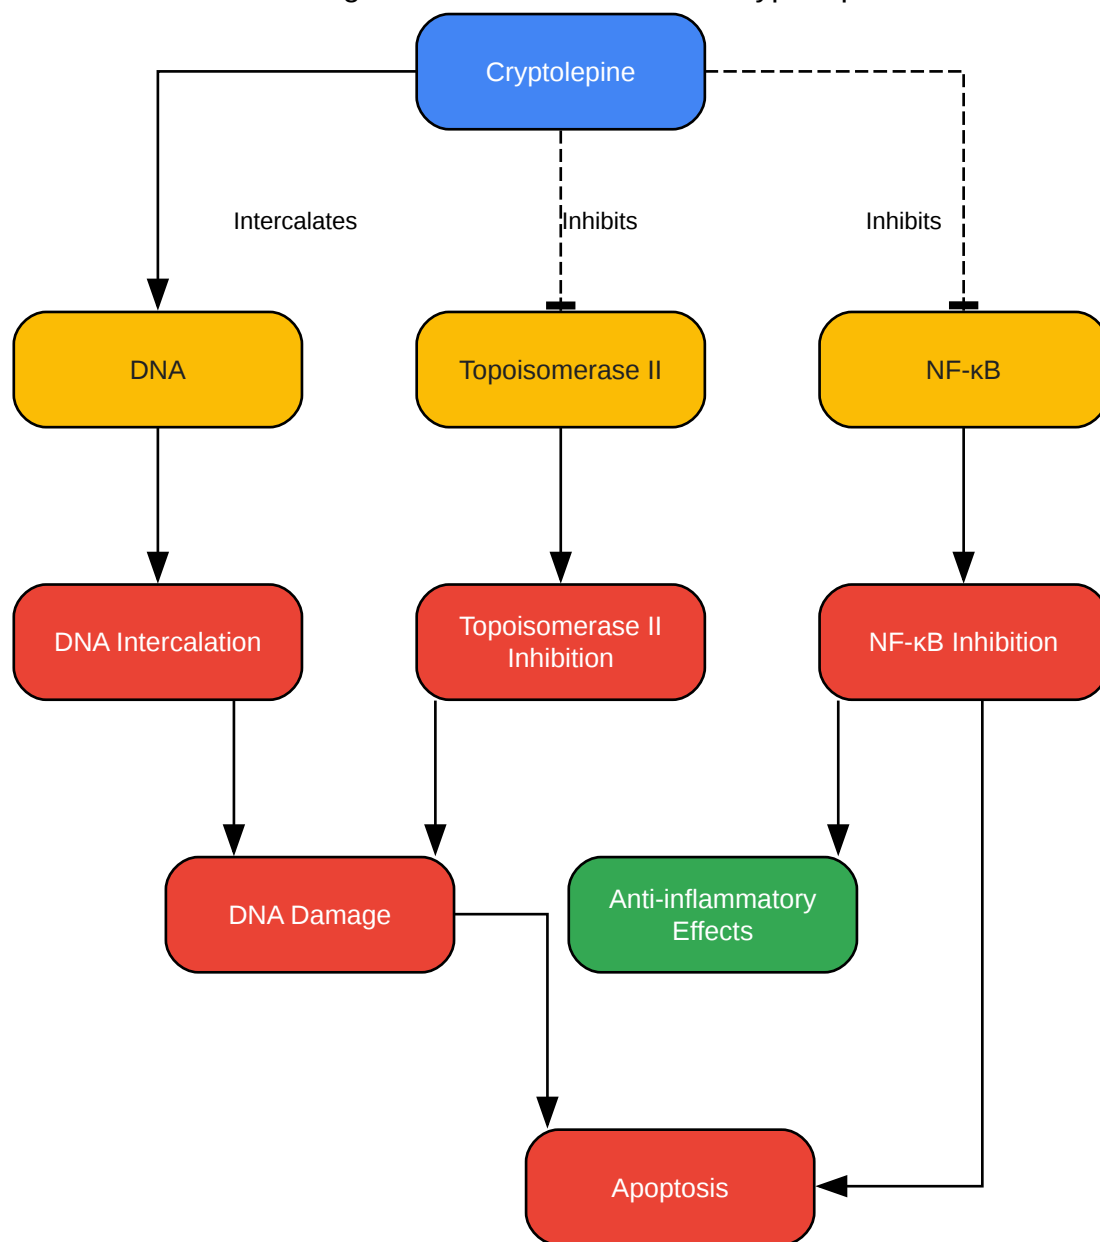 Cryptolepine
Intercalates
Inhibits
Inhibits
DNA
Topoisomerase II
NF-κB
DNA Intercalation
Topoisomerase II
Inhibition
NF-κB Inhibition
DNA Damage
Anti-inflammatory
Effects
Apoptosis